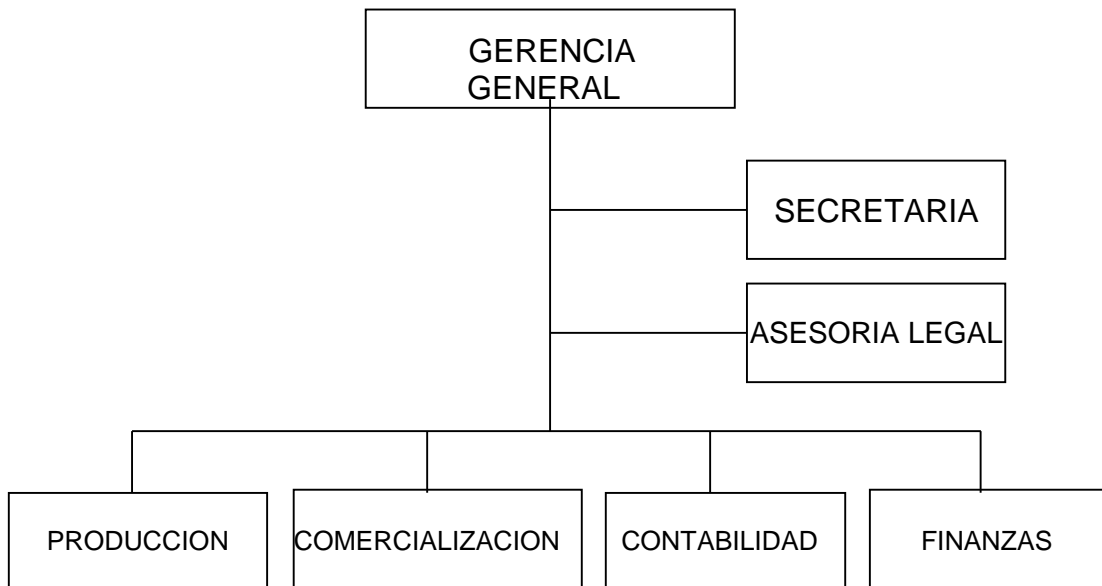 GERENCIA
GENERAL
SECRETARIA
ASESORIA LEGAL
PRODUCCION
COMERCIALIZACION
CONTABILIDAD
FINANZAS